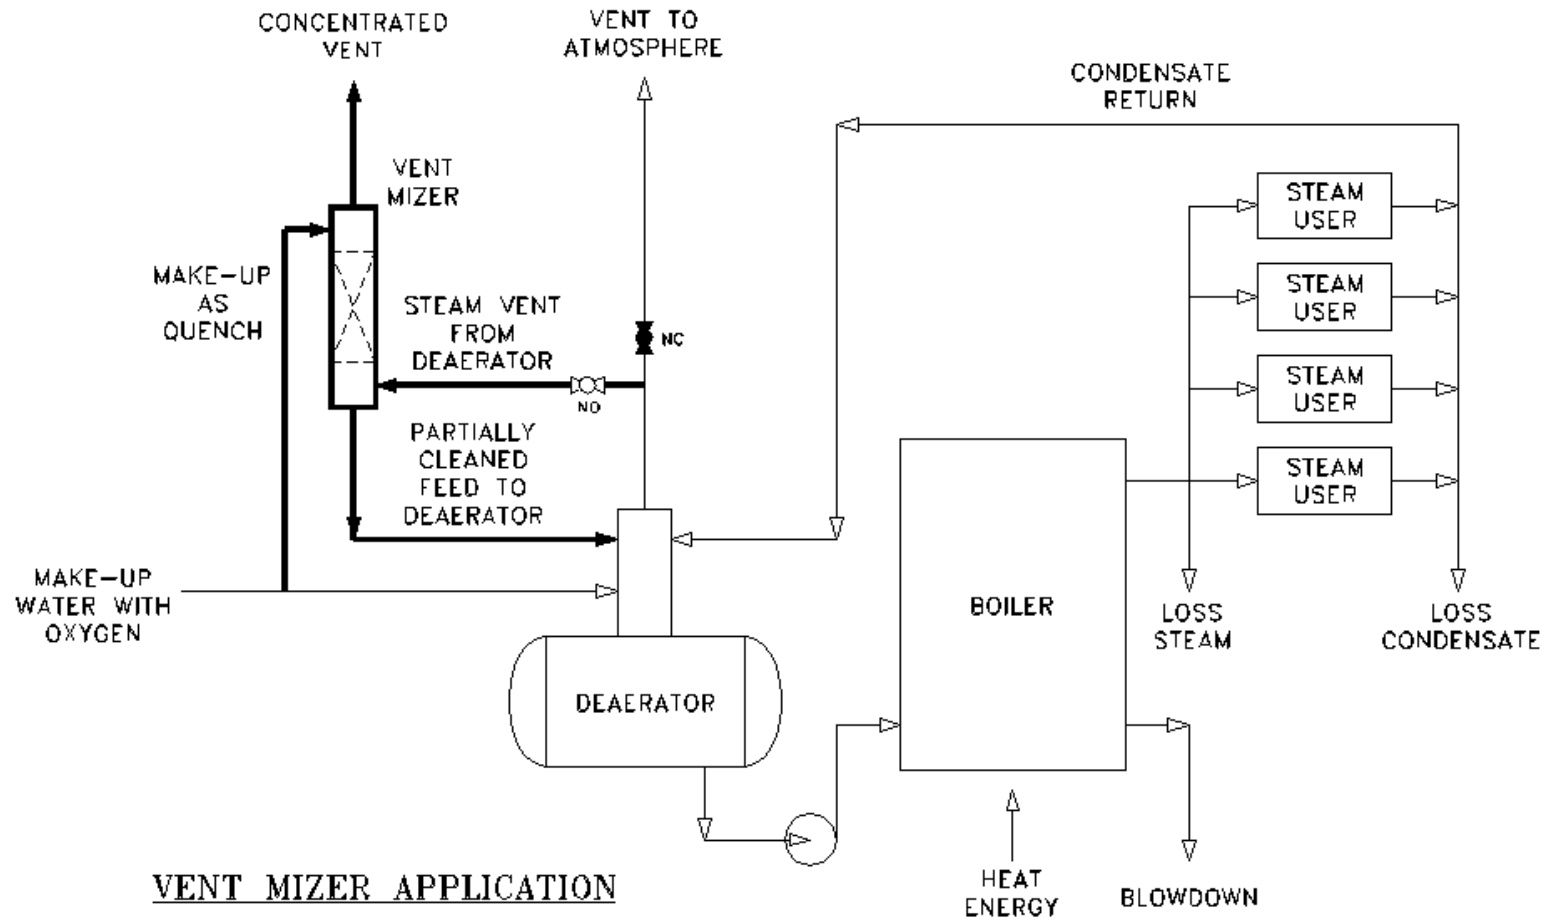 CONCENTRATED
VENT
VENT TO
ATMOSPHERE
CONDENSATE
RETURN
VENT
MIZER
STEAM
USER
MAKE-UP
AS
QUENCH
STEAM VENT
FROM
DEAERATOR
NC
STEAM
USER
NO
STEAM
USER
PARTIALLY
CLEANED
FEED TO
DEAERATOR
STEAM
USER
MAKE-UP
WATER WITH
OXYGEN
BOILER
LOSS
STEAM
LOSS
CONDENSATE
DEAERATOR
HEAT
ENERGY
BLOWDOWN
VENT MIZER APPLICATION